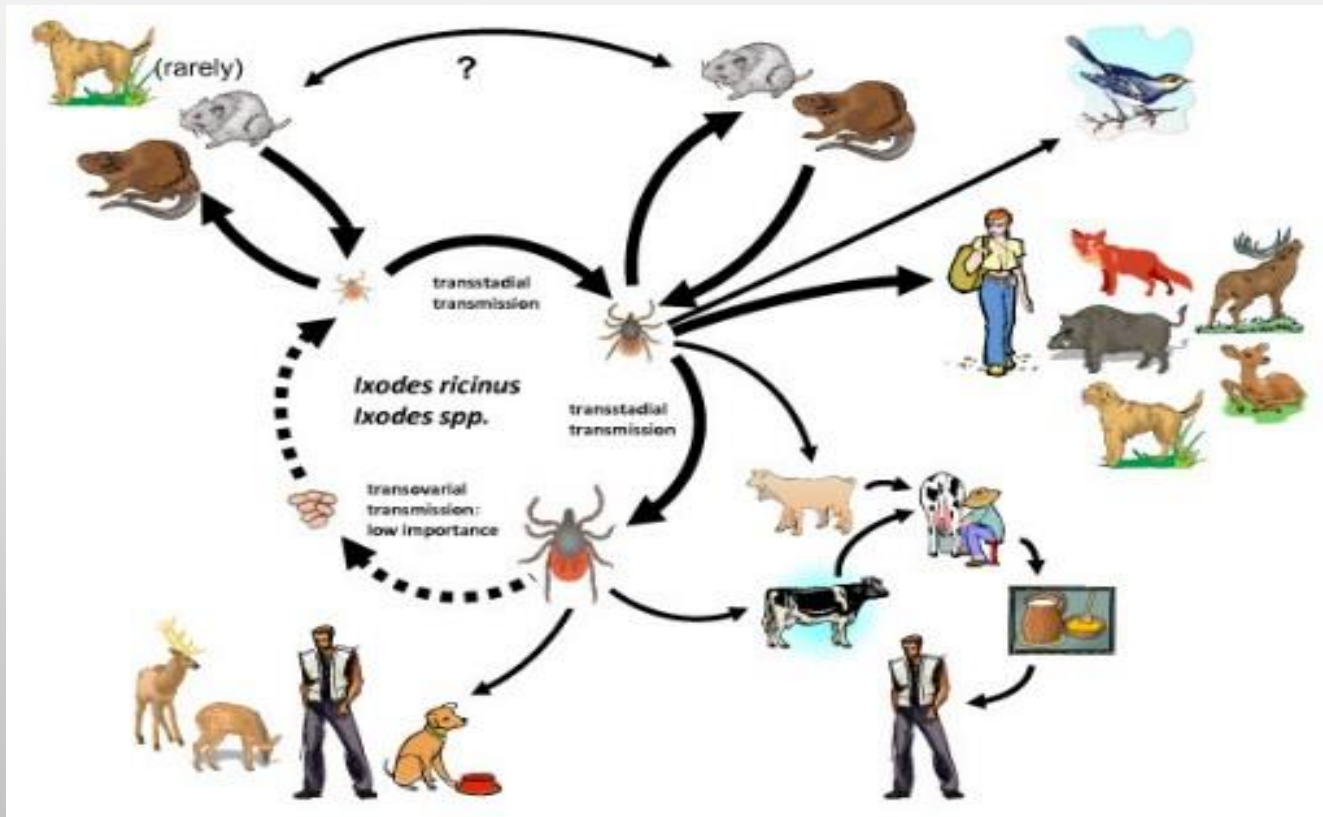 (rarely)
?
transstadial
transmission
Ixodes ricinus
Ixodes spp.
transstadial
transmission
transovarial
transmission:
low importance